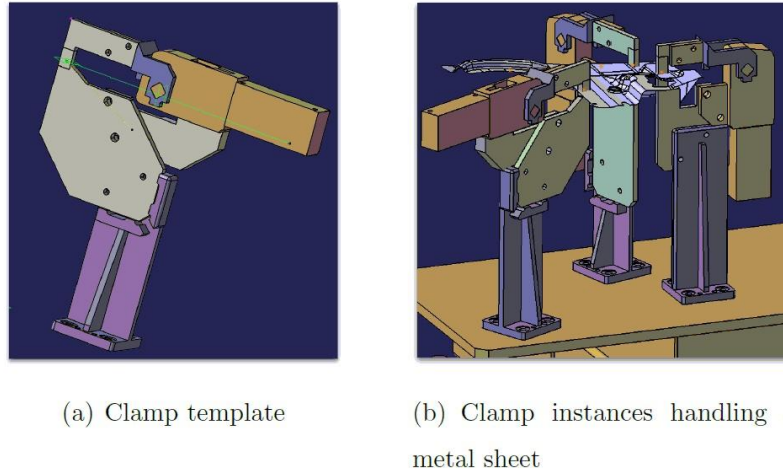 (a) Clamp template
(b) Clamp instances handling
metal sheet